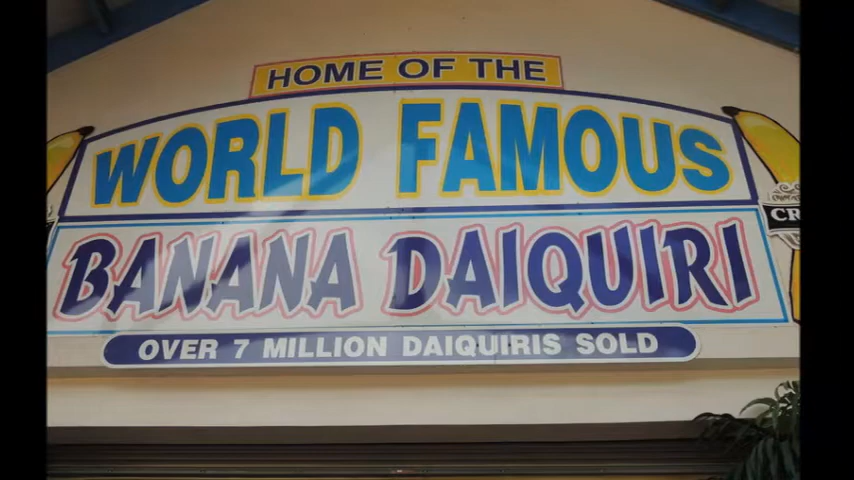 HOME OF THE
WORLD FAMOUS
BANANA DAIQUIRI
OVER 7 MILLION DAIQUIRIS SOLD